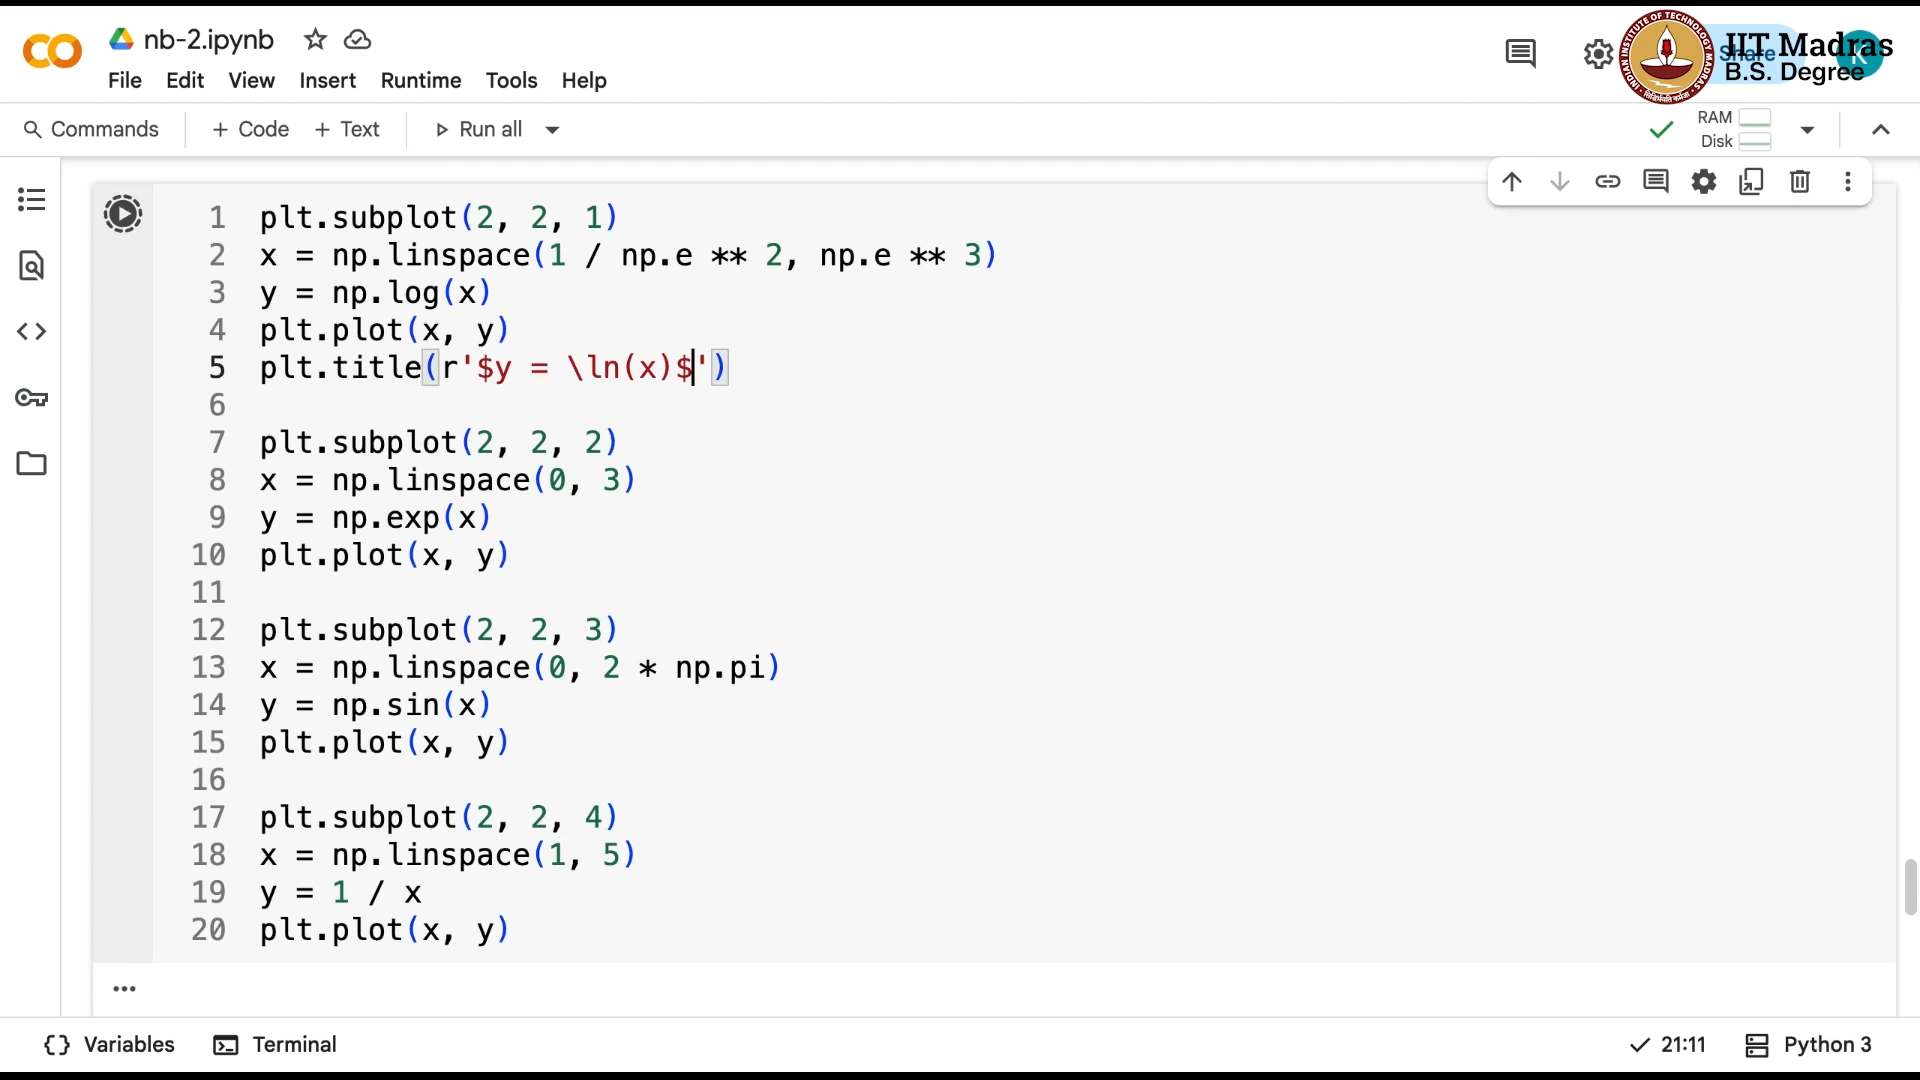 nb-2.ipynb
IIT Madras
B.S. Degree
File Edit View Insert Runtime Tools Help
Commands + Code + Text Run all
RAM
Disk
1 plt.subplot(2, 2, 1)
2 x = np.linspace(1 / np.e ** 2, np.e ** 3)
3 y = np.log(x)
4 plt.plot(x, y)
5 plt.title(r'$y = \ln(x)$')
6
7 plt.subplot(2, 2, 2)
8 x = np.linspace(0, 3)
9 y = np.exp(x)
10 plt.plot(x, y)
11
12 plt.subplot(2, 2, 3)
13 x = np.linspace(0, 2 * np.pi)
14 y = np.sin(x)
15 plt.plot(x, y)
16
17 plt.subplot(2, 2, 4)
18 x = np.linspace(1, 5)
19 y = 1 / x
20 plt.plot(x, y)
...
{} Variables Terminal 21:11 Python 3